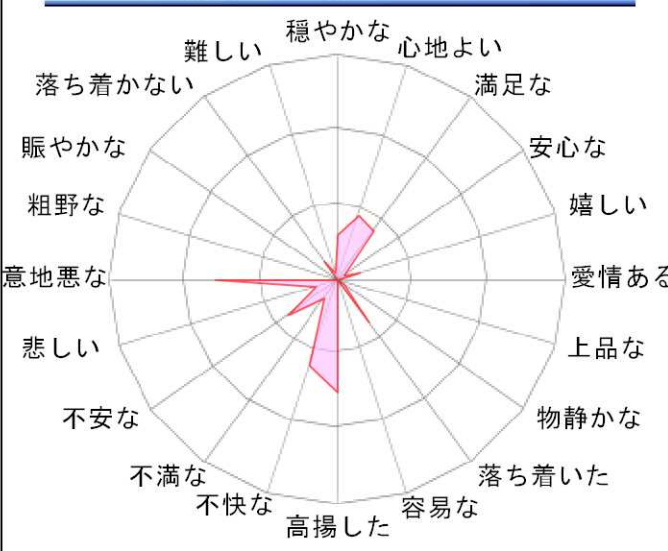 穏やかな
心地よい
満足な
安心な
嬉しい
愛情ある
上品な
物静かな
落ち着いた
容易な
高揚した
不快な
不満な
不安な
悲しい
意地悪な
粗野な
賑やかな
落ち着かない
難しい